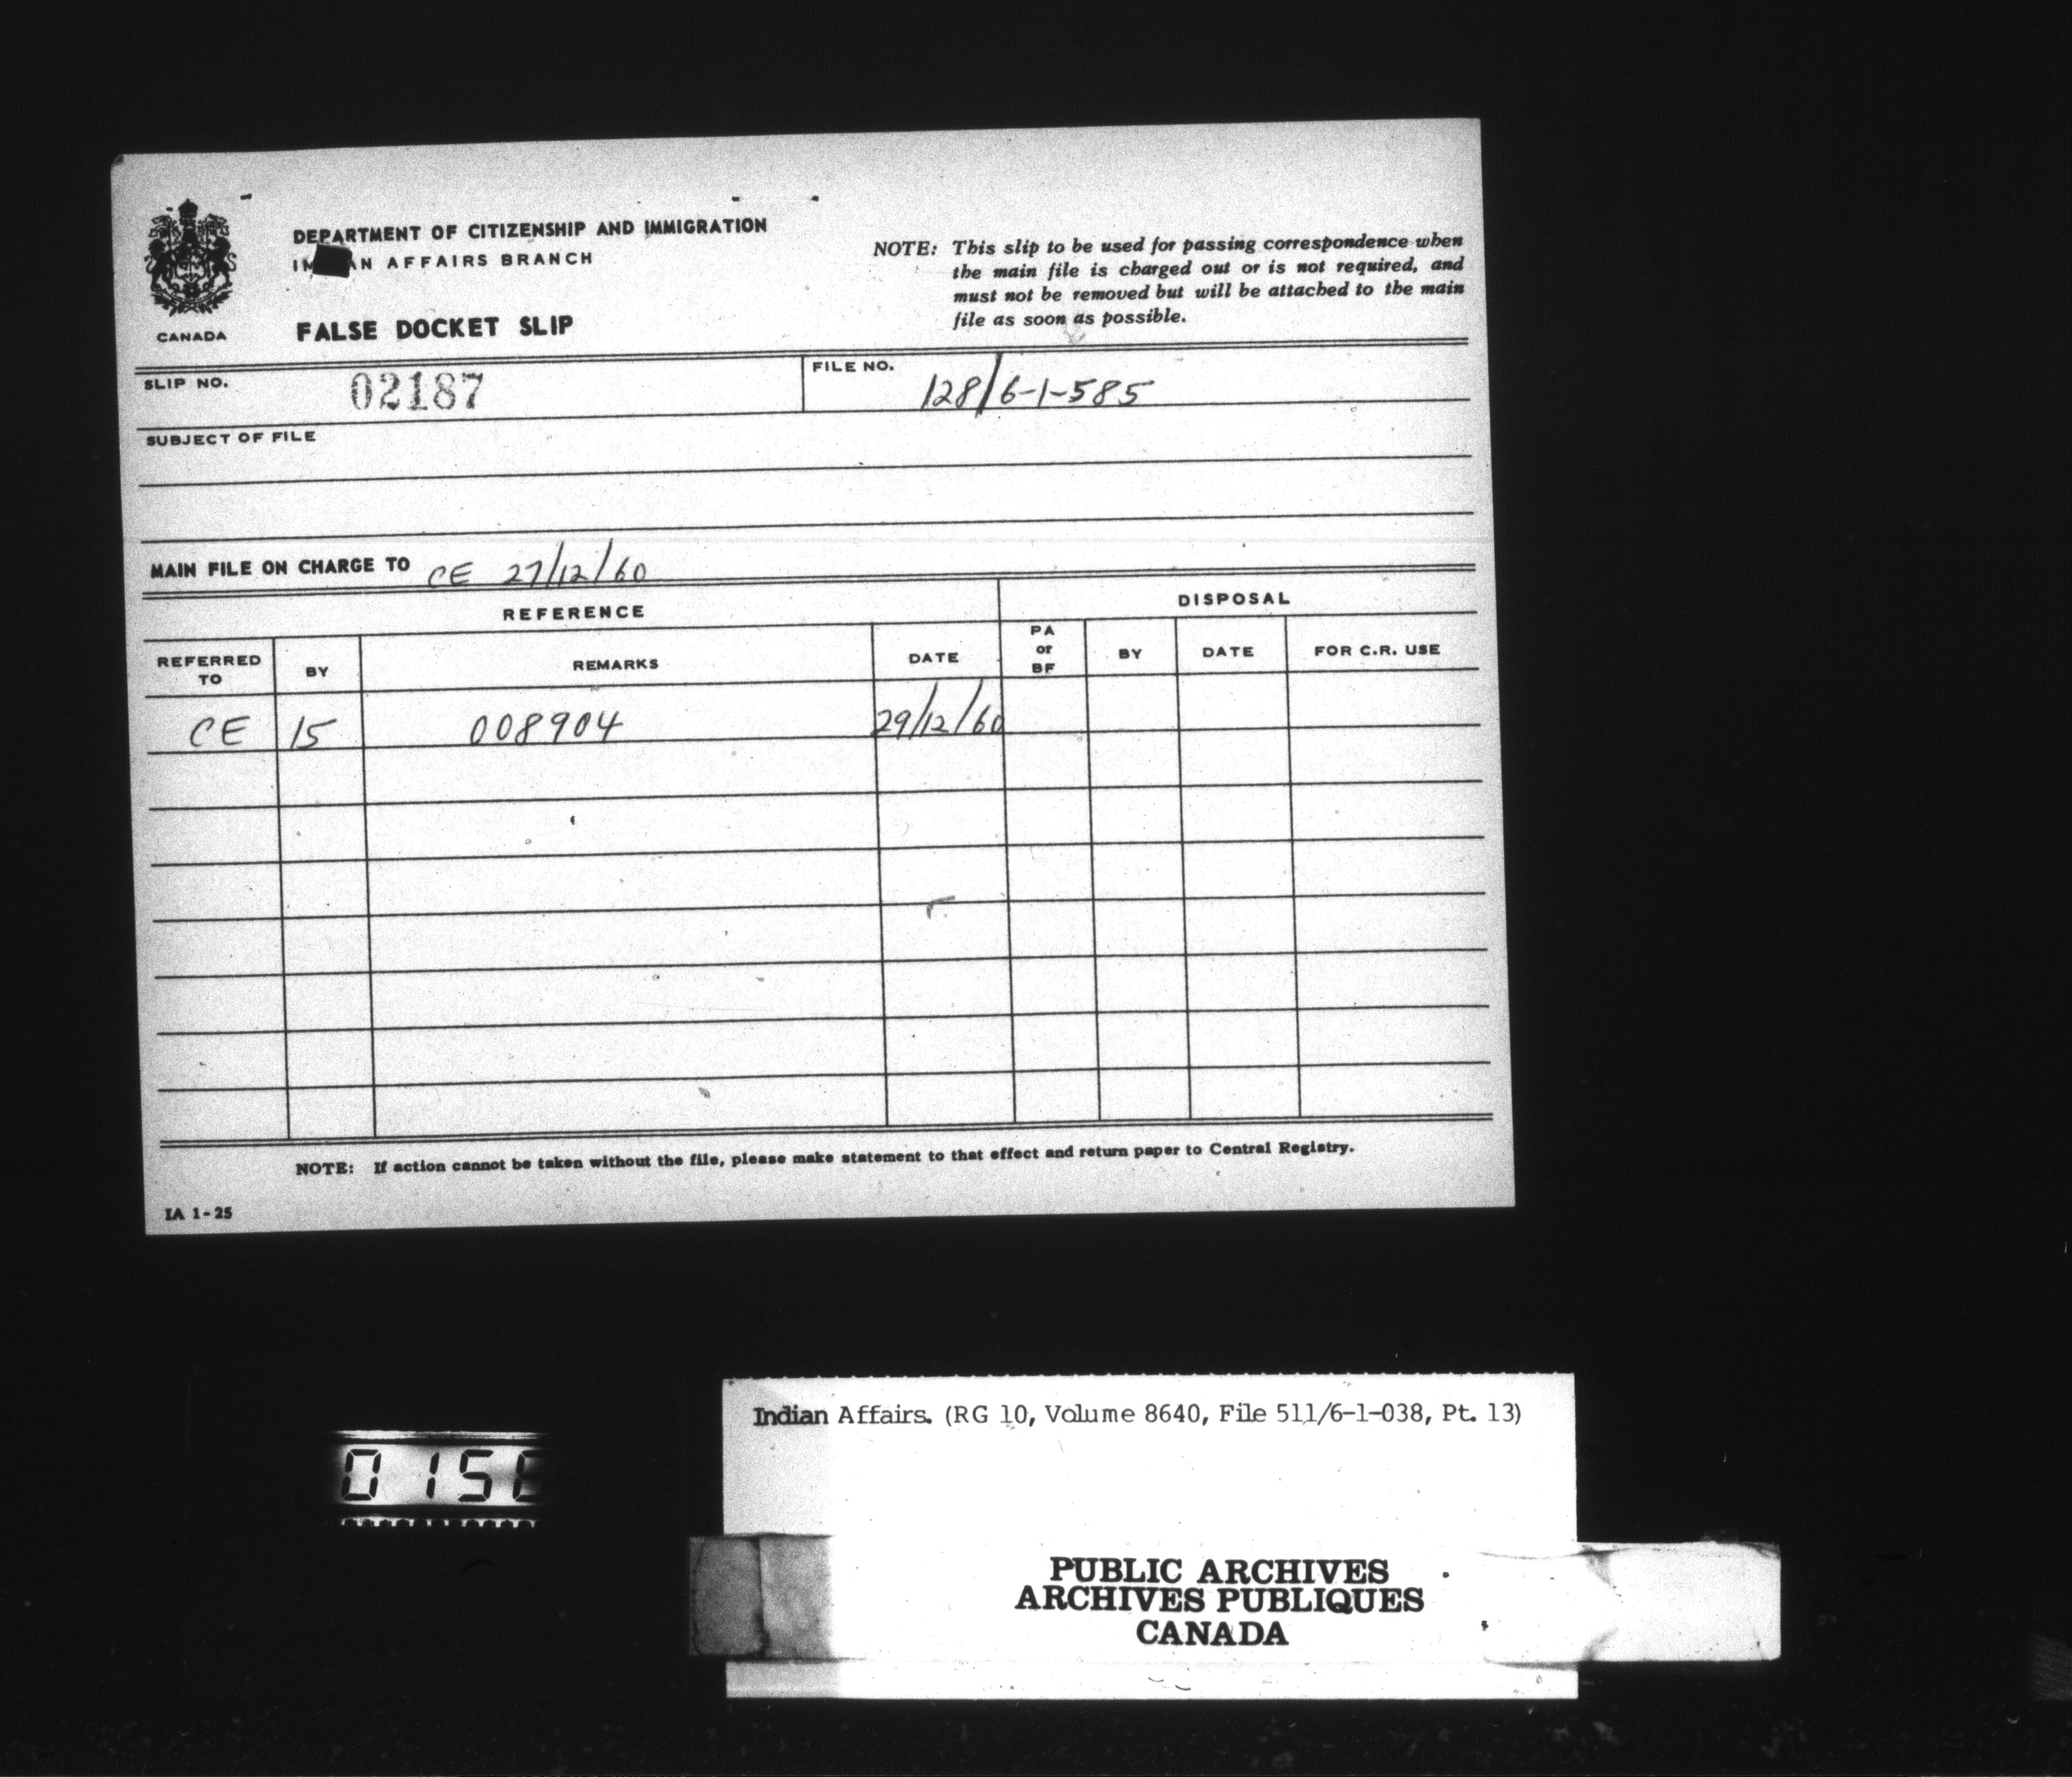 DEPARTMENT OF CITIZENSHIP AND IMMIGRATION
AFFAIRS BRANCH
CANADA
FALSE DOCKET SLIP
NOTE: This slip to be used for passing correspondence when
the main file is charged out or is not required, and
must not be removed but will be attached to the main
file as soon as possible.
SLIP NO. 02187
FILE NO. 128/6-1-585
SUBJECT OF FILE
MAIN FILE ON CHARGE TO CE 27/12/60
REFERENCE
DISPOSAL
REFERRED TO
BY
REMARKS
DATE
PA or BF
BY
DATE
FOR C.R. USE
CE 15 008904 29/12/60
NOTE: If action cannot be taken without the file, please make statement to that effect and return paper to Central Registry.
IA 1-25
Indian Affairs. (RG 10, Volume 8640, File 511/6-1-038, Pt. 13)
015
PUBLIC ARCHIVES
ARCHIVES PUBLIQUES
CANADA